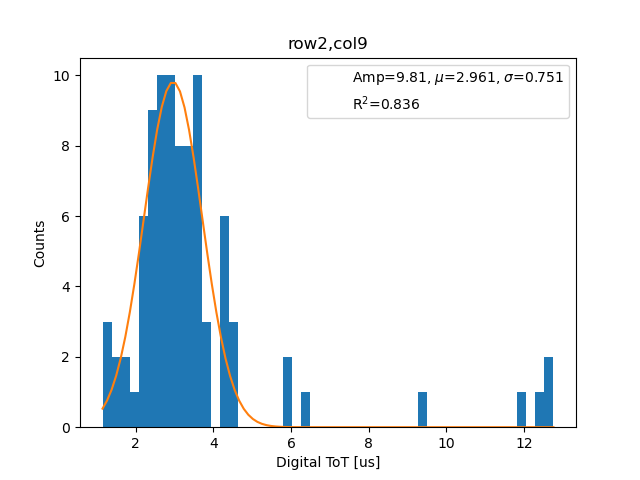 row2,col9
Amp=9.81, μ=2.961, σ=0.751
R²=0.836
10
8
6
4
2
0
Counts
2 4 6 8 10 12
Digital ToT [us]